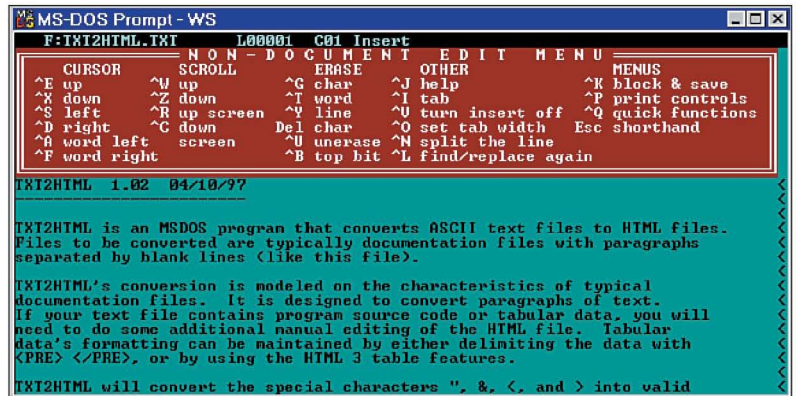 MS-DOS Prompt - WS
F:TXT2HTML.TXT L00001 C01 Insert
NON-DOCUMENT EDIT MENU
CURSOR SCROLL ERASE OTHER MENUS
^E up ^W up ^G char ^J help ^K block & save
^X down ^Z down ^T word ^I tab ^P print controls
^S left ^R up screen ^Y line ^V turn insert off ^Q quick functions
^D right ^C down Del char ^O set tab width Esc shorthand
^A word left screen ^U unerase ^N split the line
^F word right ^B top bit ^L find/replace again
TXT2HTML 1.02 04/10/97 <
------------------------ <
<
TXT2HTML is an MSDOS program that converts ASCII text files to HTML files. <
Files to be converted are typically documentation files with paragraphs <
separated by blank lines (like this file). <
<
TXT2HTML's conversion is modeled on the characteristics of typical <
documentation files. It is designed to convert paragraphs of text. <
If your text file contains program source code or tabular data, you will <
need to do some additional manual editing of the HTML file. Tabular <
data's formatting can be maintained by either delimiting the data with <
<PRE> </PRE>, or by using the HTML 3 table features. <
<
TXT2HTML will convert the special characters ", &, <, and > into valid <